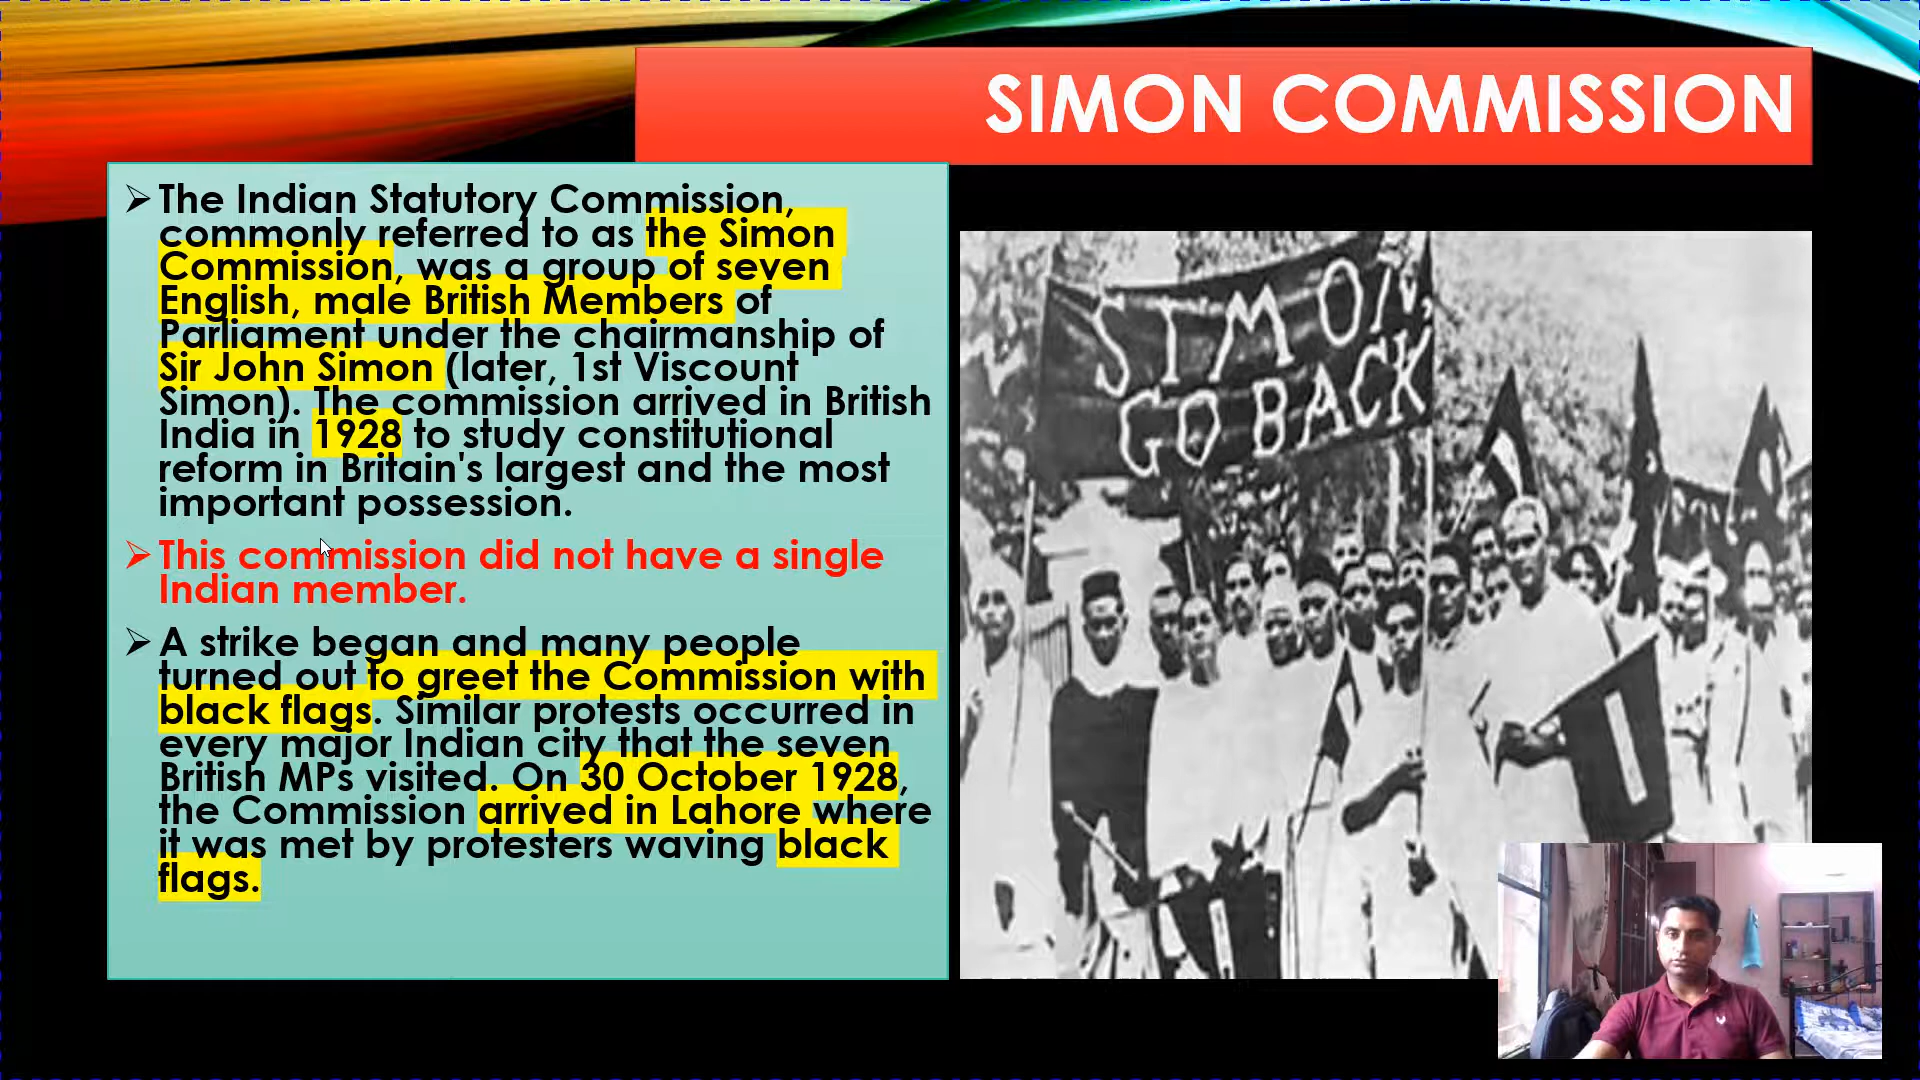 SIMON COMMISSION
The Indian Statutory Commission,
commonly referred to as the Simon
Commission, was a group of seven
English, male British Members of
Parliament under the chairmanship of
Sir John Simon (later, 1st Viscount
Simon). The commission arrived in British
India in 1928 to study constitutional
reform in Britain's largest and the most
important possession.
This commission did not have a single
Indian member.
A strike began and many people
turned out to greet the Commission with
black flags. Similar protests occurred in
every major Indian city that the seven
British MPs visited. On 30 October 1928,
the Commission arrived in Lahore where
it was met by protesters waving black
flags.
SIMON,
GO BACK